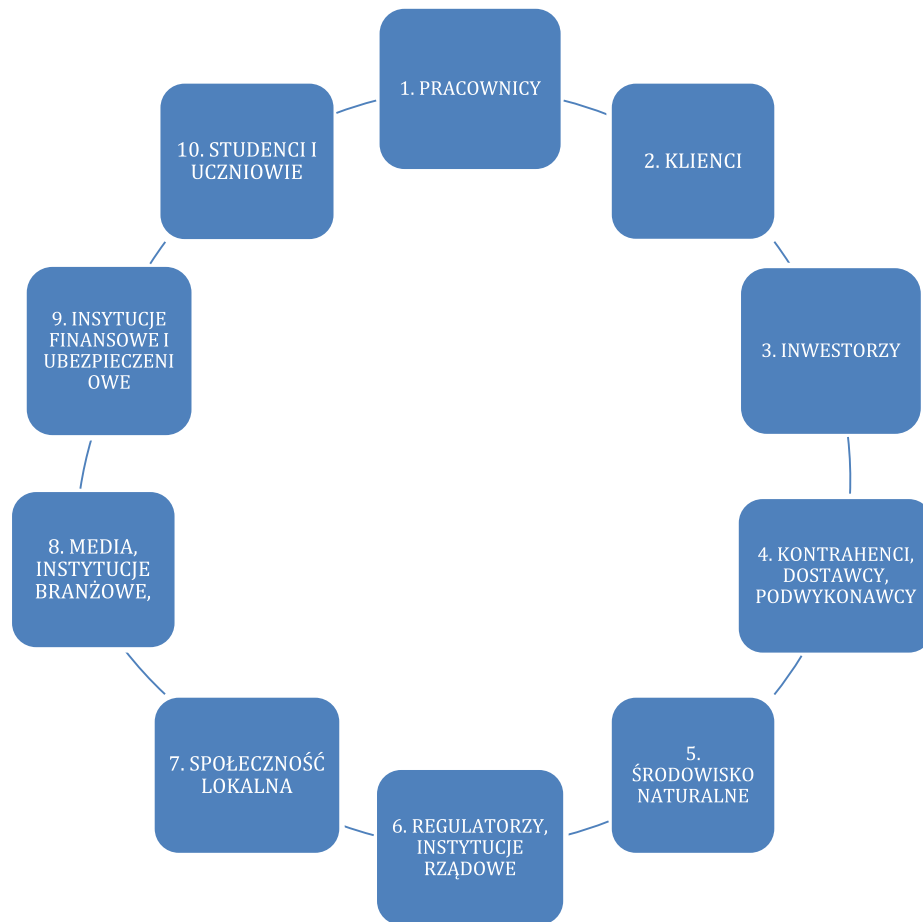 1. PRACOWNICY
2. KLIENCI
3. INWESTORZY
4. KONTRAHENCI,
DOSTAWCY,
PODWYKONAWCY
5.
ŚRODOWISKO
NATURALNE
6. REGULATORZY,
INSTYTUCJE
RZĄDOWE
7. SPOŁECZNOŚĆ
LOKALNA
8. MEDIA,
INSTYTUCJE
BRANŻOWE,
9. INSYTUCJE
FINANSOWE I
UBEZPIECZENI
OWE
10. STUDENCI I
UCZNIOWIE